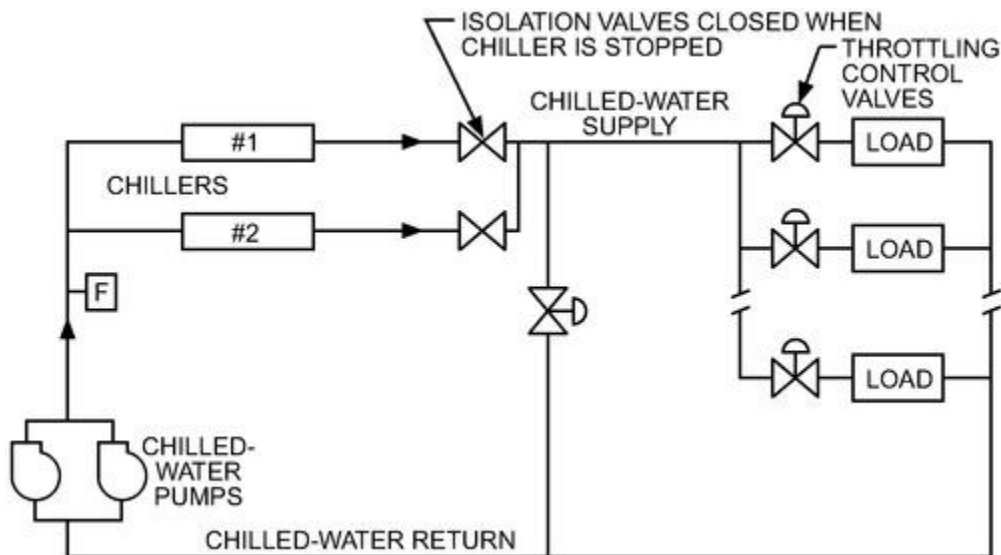 ISOLATION VALVES CLOSED WHEN
CHILLER IS STOPPED
THROTTLING
CONTROL
VALVES
CHILLED-WATER
SUPPLY
#1
LOAD
CHILLERS
#2
LOAD
F
LOAD
CHILLED-
WATER
PUMPS
CHILLED-WATER RETURN